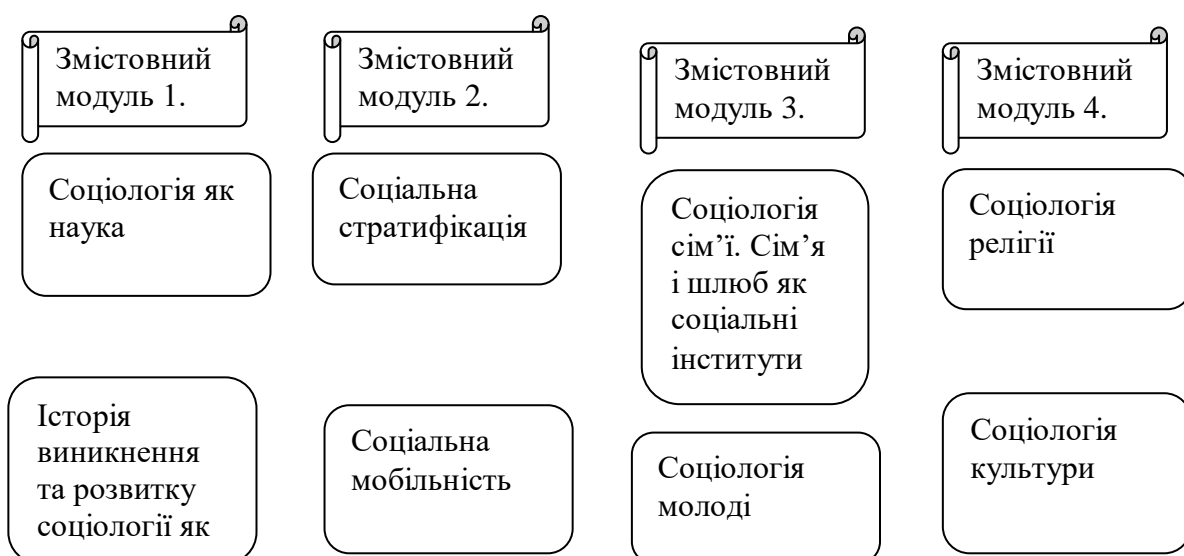 Змістовний
модуль 1.
Змістовний
модуль 2.
Змістовний
модуль 3.
Змістовний
модуль 4.
Соціологія як
наука
Соціальна
стратифікація
Соціологія
сім’ї. Сім’я
і шлюб як
соціальні
інститути
Соціологія
релігії
Історія
виникнення
та розвитку
соціології як
Соціальна
мобільність
Соціологія
молоді
Соціологія
культури